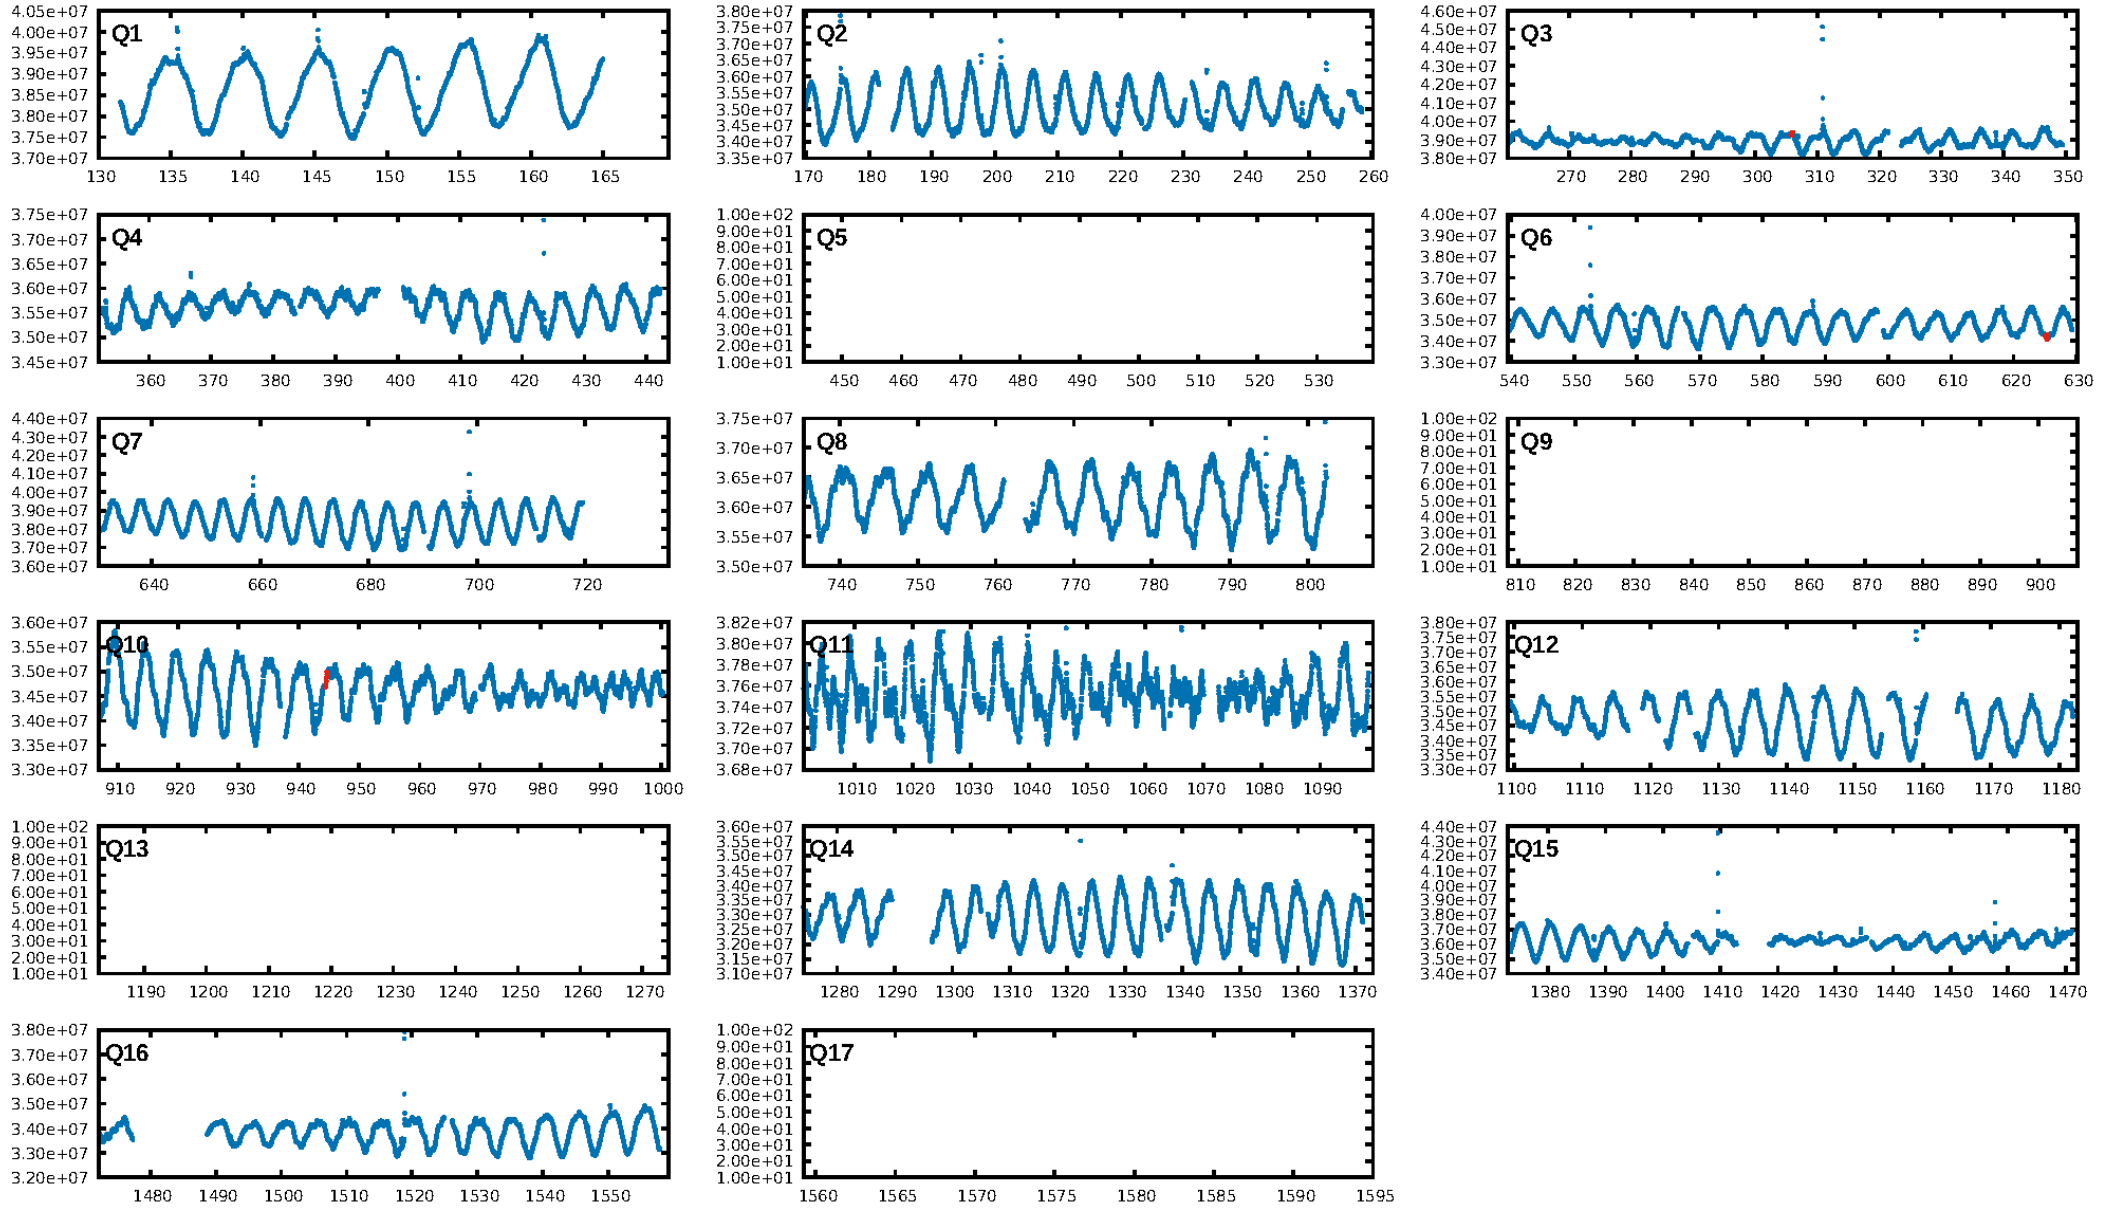 4.05e+07
4.00e+07
3.95e+07
3.90e+07
3.85e+07
3.80e+07
3.75e+07
3.70e+07
Q1
130 135 140 145 150 155 160 165
3.80e+07
3.75e+07
3.70e+07
3.65e+07
3.60e+07
3.55e+07
3.50e+07
3.45e+07
3.40e+07
3.35e+07
Q2
170 180 190 200 210 220 230 240 250 260
4.60e+07
4.50e+07
4.40e+07
4.30e+07
4.20e+07
4.10e+07
4.00e+07
3.90e+07
3.80e+07
Q3
270 280 290 300 310 320 330 340 350
3.75e+07
3.70e+07
3.65e+07
3.60e+07
3.55e+07
3.50e+07
3.45e+07
Q4
360 370 380 390 400 410 420 430 440
1.00e+02
9.00e+01
8.00e+01
7.00e+01
6.00e+01
5.00e+01
4.00e+01
3.00e+01
2.00e+01
1.00e+01
Q5
450 460 470 480 490 500 510 520 530
4.00e+07
3.90e+07
3.80e+07
3.70e+07
3.60e+07
3.50e+07
3.40e+07
3.30e+07
Q6
540 550 560 570 580 590 600 610 620 630
4.40e+07
4.30e+07
4.20e+07
4.10e+07
4.00e+07
3.90e+07
3.80e+07
3.70e+07
3.60e+07
Q7
640 660 680 700 720
3.75e+07
3.70e+07
3.65e+07
3.60e+07
3.55e+07
3.50e+07
Q8
740 750 760 770 780 790 800
1.00e+02
9.00e+01
8.00e+01
7.00e+01
6.00e+01
5.00e+01
4.00e+01
3.00e+01
2.00e+01
1.00e+01
Q9
810 820 830 840 850 860 870 880 890 900
3.60e+07
3.55e+07
3.50e+07
3.45e+07
3.40e+07
3.35e+07
3.30e+07
Q10
910 920 930 940 950 960 970 980 990 1000
3.82e+07
3.80e+07
3.78e+07
3.76e+07
3.74e+07
3.72e+07
3.70e+07
3.68e+07
Q11
1010 1020 1030 1040 1050 1060 1070 1080 1090
3.80e+07
3.75e+07
3.70e+07
3.65e+07
3.60e+07
3.55e+07
3.50e+07
3.45e+07
3.40e+07
3.35e+07
3.30e+07
Q12
1100 1110 1120 1130 1140 1150 1160 1170 1180
1.00e+02
9.00e+01
8.00e+01
7.00e+01
6.00e+01
5.00e+01
4.00e+01
3.00e+01
2.00e+01
1.00e+01
Q13
1190 1200 1210 1220 1230 1240 1250 1260 1270
3.60e+07
3.55e+07
3.50e+07
3.45e+07
3.40e+07
3.35e+07
3.30e+07
3.25e+07
3.20e+07
3.15e+07
3.10e+07
Q14
1280 1290 1300 1310 1320 1330 1340 1350 1360 1370
4.40e+07
4.30e+07
4.20e+07
4.10e+07
4.00e+07
3.90e+07
3.80e+07
3.70e+07
3.60e+07
3.50e+07
3.40e+07
Q15
1380 1390 1400 1410 1420 1430 1440 1450 1460 1470
3.80e+07
3.70e+07
3.60e+07
3.50e+07
3.40e+07
3.30e+07
3.20e+07
Q16
1480 1490 1500 1510 1520 1530 1540 1550
1.00e+02
9.00e+01
8.00e+01
7.00e+01
6.00e+01
5.00e+01
4.00e+01
3.00e+01
2.00e+01
1.00e+01
Q17
1560 1565 1570 1575 1580 1585 1590 1595